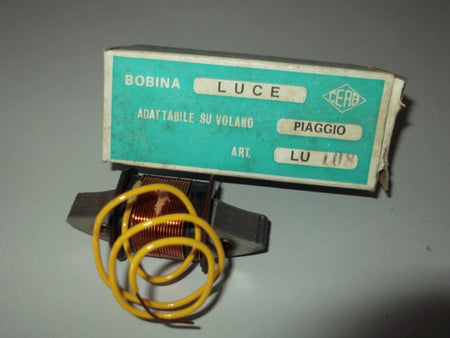 BOBINA LUCE
CEAB
ADATTABILE SU VOLANO PIAGGIO
ART. LU 108